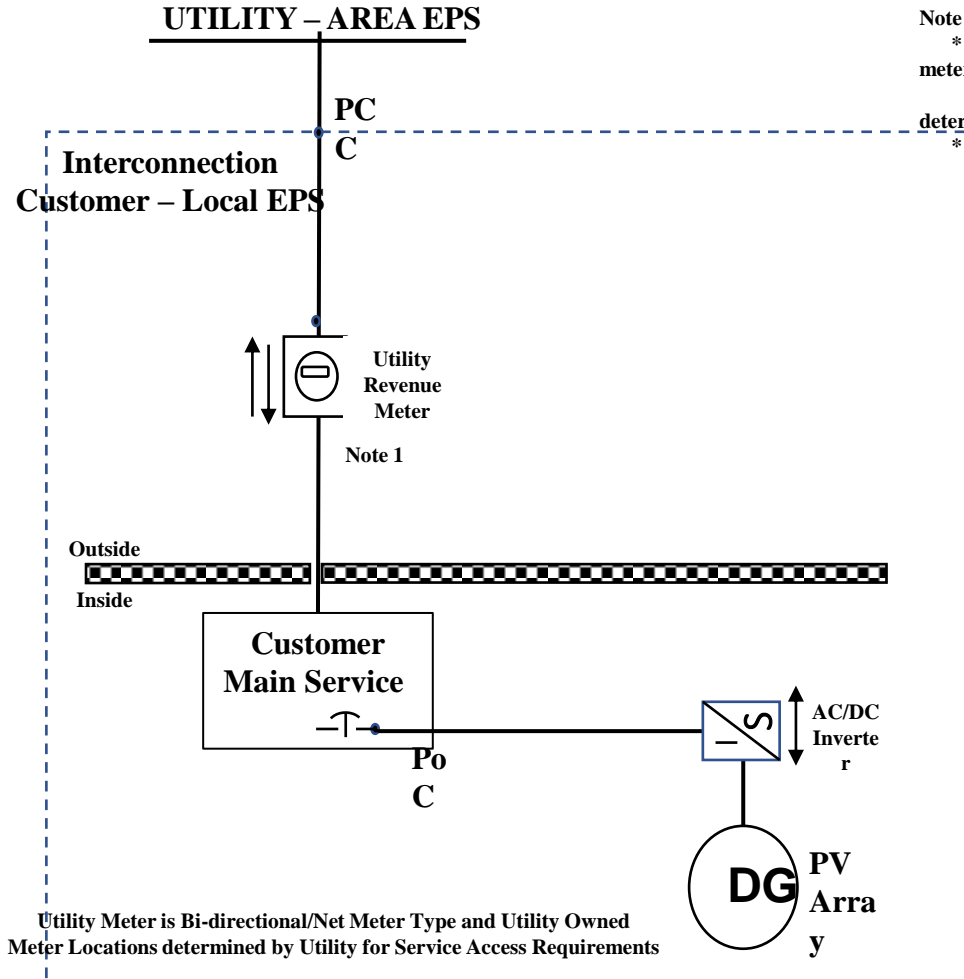 UTILITY – AREA EPS
Note
*
meter
deter
*
PC
C
Interconnection
Customer – Local EPS
Utility
Revenue
Meter
Note 1
Outside
Inside
Customer
Main Service
Po
C
AC/DC
Inverte
r
DG
PV
Arra
y
Utility Meter is Bi-directional/Net Meter Type and Utility Owned
Meter Locations determined by Utility for Service Access Requirements